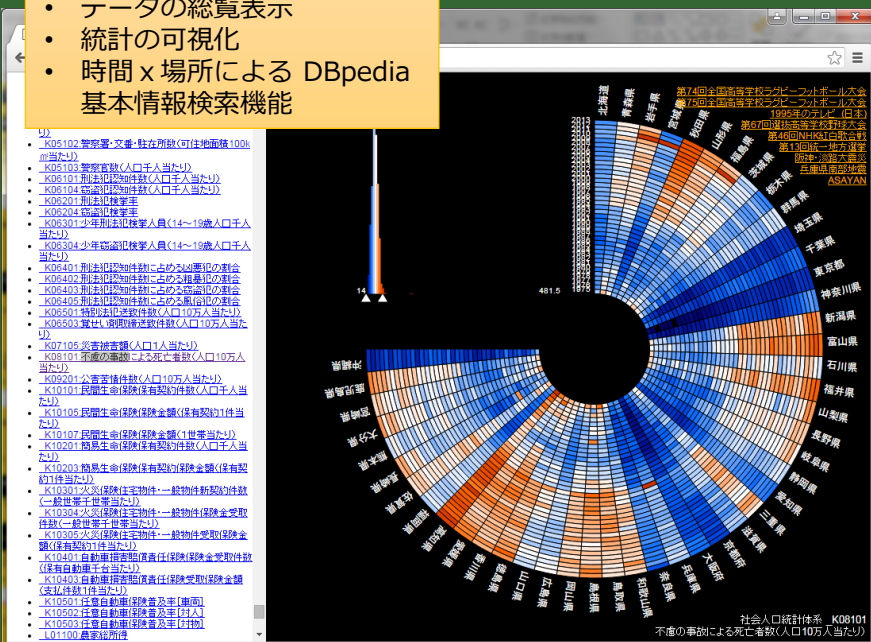 • データの総覧表示
• 統計の可視化
• 時間ｘ場所による DBpedia
基本情報検索機能
り)
_K05102:警察署・交番・駐在所数(可住地面積100k
㎡当たり)
_K05103:警察官数(人口千人当たり)
_K06101:刑法犯認知件数(人口千人当たり)
_K06104:窃盗犯認知件数(人口千人当たり)
_K06201:刑法犯検挙率
_K06204:窃盗犯検挙率
_K06301:少年刑法犯検挙人員(14～19歳人口千人
当たり)
_K06304:少年窃盗犯検挙人員(14～19歳人口千人
当たり)
_K06401:刑法犯認知件数に占める凶悪犯の割合
_K06402:刑法犯認知件数に占める粗暴犯の割合
_K06403:刑法犯認知件数に占める窃盗犯の割合
_K06405:刑法犯認知件数に占める風俗犯の割合
_K06501:特別法犯送致件数(人口10万人当たり)
_K06503:覚せい剤取締送致件数(人口10万人当た
り)
_K07105:災害被害額(人口1人当たり)
_K08101:不慮の事故による死亡者数(人口10万人
当たり)
_K09201:公害苦情件数(人口10万人当たり)
_K10101:民間生命保険保有契約件数(人口千人当
たり)
_K10105:民間生命保険保険金額(保有契約1件当
たり)
_K10107:民間生命保険保険金額(1世帯当たり)
_K10201:簡易生命保険保有契約件数(人口千人当
たり)
_K10203:簡易生命保険保有契約保険金額(保有契
約1件当たり)
_K10301:火災保険住宅物件・一般物件新契約件数
(一般世帯千世帯当たり)
_K10304:火災保険住宅物件・一般物件保険金受取
件数(一般世帯千世帯当たり)
_K10305:火災保険住宅物件・一般物件受取保険金
額(保有契約1件当たり)
_K10401:自動車損害賠償責任保険保険金受取件数
(保有自動車千台当たり)
_K10403:自動車損害賠償責任保険受取保険金額
(支払件数1件当たり)
_K10501:任意自動車保険普及率[車両]
_K10502:任意自動車保険普及率[対人]
_K10503:任意自動車保険普及率[対物]
_L01100:農家総所得
14
481.5
第74回全国高等学校ラグビーフットボール大会
第75回全国高等学校ラグビーフットボール大会
1995年のテレビ (日本)
第67回選抜高等学校野球大会
第46回NHK紅白歌合戦
第13回統一地方選挙
阪神・淡路大震災
兵庫県南部地震
ASAYAN
北海道
青森県
岩手県
宮城県
秋田県
山形県
福島県
茨城県
栃木県
群馬県
埼玉県
千葉県
東京都
神奈川県
新潟県
富山県
石川県
福井県
山梨県
長野県
岐阜県
静岡県
愛知県
三重県
滋賀県
京都府
大阪府
兵庫県
奈良県
和歌山県
鳥取県
島根県
岡山県
広島県
山口県
徳島県
香川県
愛媛県
高知県
福岡県
佐賀県
長崎県
熊本県
大分県
宮崎県
鹿児島県
沖縄県
社会人口統計体系 _K08101
不慮の事故による死亡者数(人口10万人当たり)